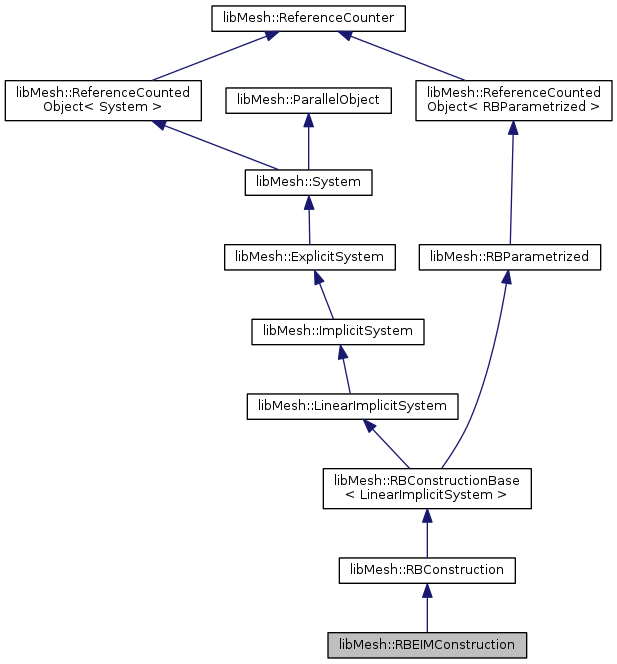 libMesh::ReferenceCounter
libMesh::ReferenceCounted
Object< System >
libMesh::ParallelObject
libMesh::ReferenceCounted
Object< RBParametrized >
libMesh::System
libMesh::ExplicitSystem
libMesh::RBParametrized
libMesh::ImplicitSystem
libMesh::LinearImplicitSystem
libMesh::RBConstructionBase
< LinearImplicitSystem >
libMesh::RBConstruction
libMesh::RBEIMConstruction